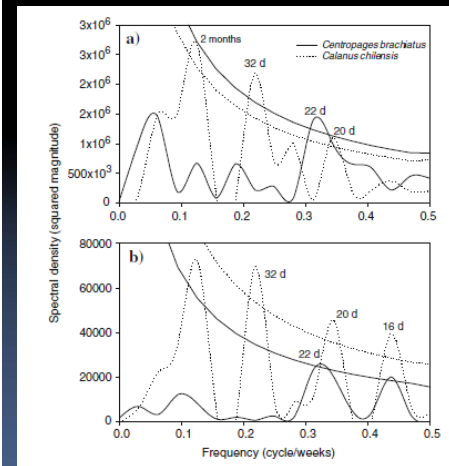 Spectral density (squared magnitude)
3x10⁶
a)
2 months
Centropages brachiatus
Calanus chilensis
3x10⁶
32 d
2x10⁶
2x10⁶
22 d
20 d
1x10⁶
1x10⁶
500x10³
0
0.0 0.1 0.2 0.3 0.4 0.5
80000
b)
32 d
60000
20 d
16 d
40000
22 d
20000
0
0.0 0.1 0.2 0.3 0.4 0.5
Frequency (cycle/weeks)